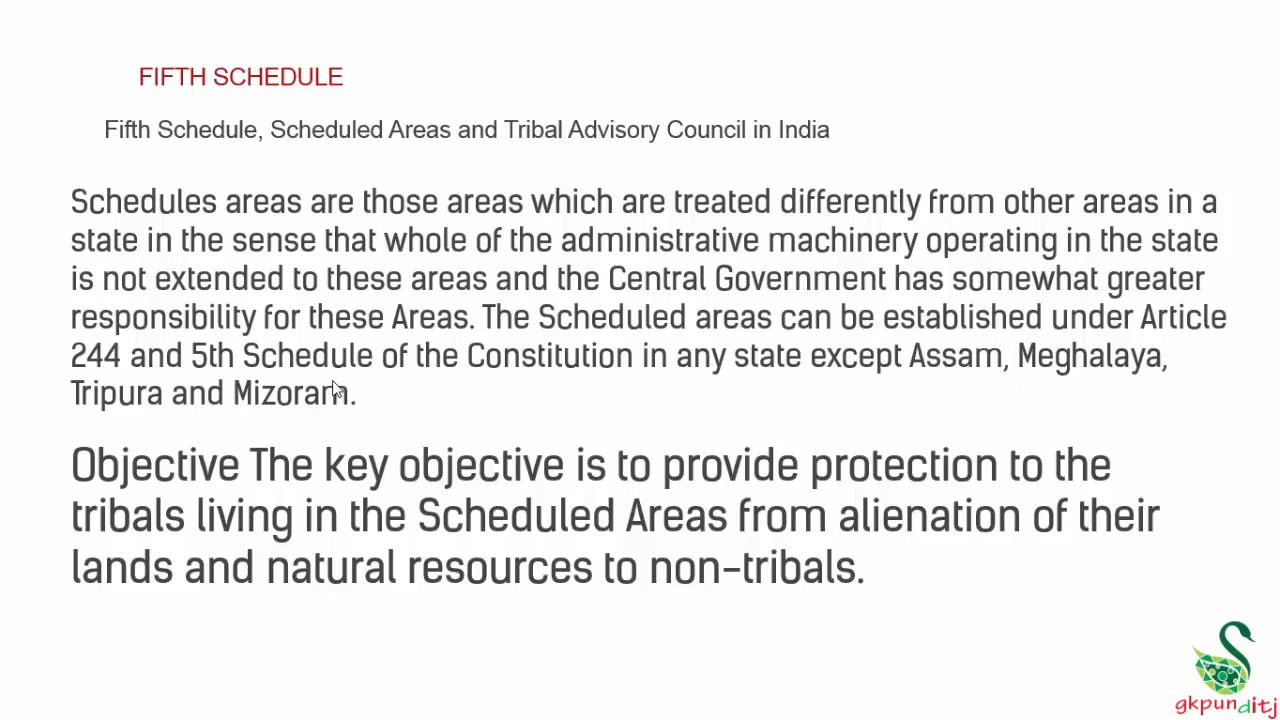 FIFTH SCHEDULE
Fifth Schedule, Scheduled Areas and Tribal Advisory Council in India
Schedules areas are those areas which are treated differently from other areas in a
state in the sense that whole of the administrative machinery operating in the state
is not extended to these areas and the Central Government has somewhat greater
responsibility for these Areas. The Scheduled areas can be established under Article
244 and 5th Schedule of the Constitution in any state except Assam, Meghalaya,
Tripura and Mizoram.
Objective The key objective is to provide protection to the
tribals living in the Scheduled Areas from alienation of their
lands and natural resources to non-tribals.
gkpunditj